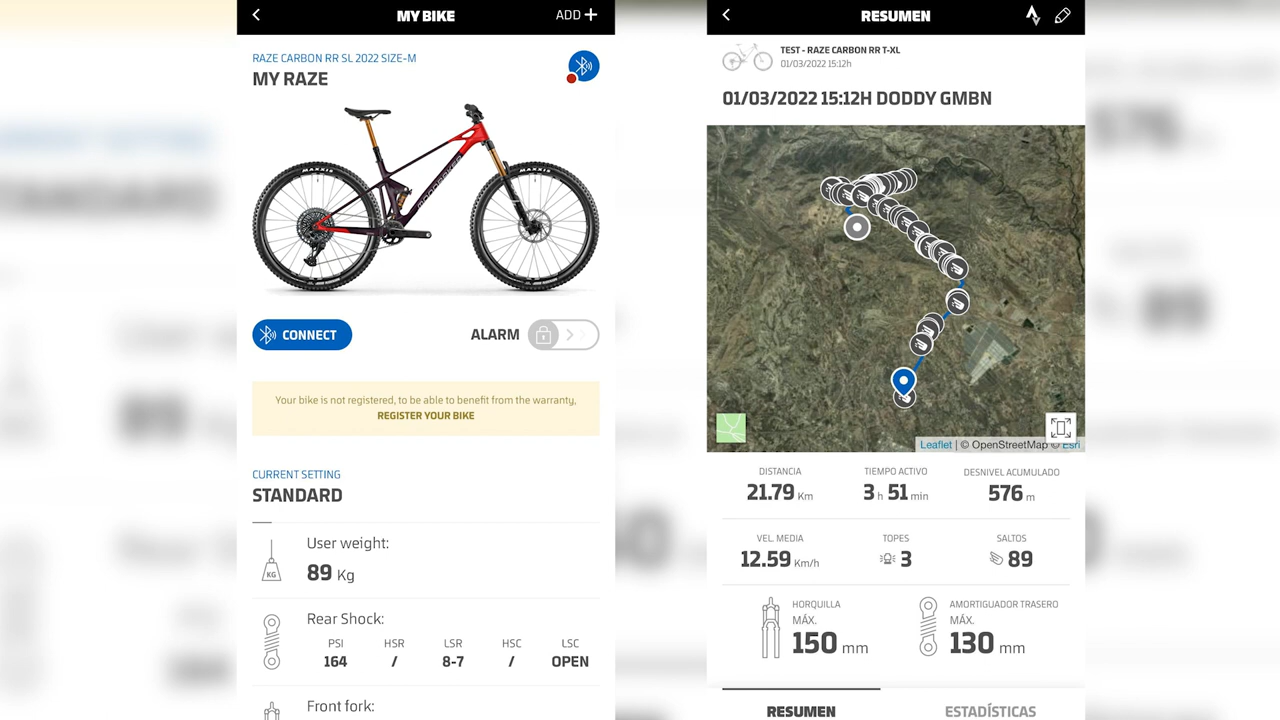 MY BIKE
ADD +
RAZE CARBON RR SL 2022 SIZE-M
MY RAZE
MAXXIS
MAXXIS
MONDRAKER
CONNECT
ALARM
Your bike is not registered, to be able to benefit from the warranty,
REGISTER YOUR BIKE
CURRENT SETTING
STANDARD
User weight:
KG
89 Kg
Rear Shock:
PSI HSR LSR HSC LSC
164 / 8-7 / OPEN
Front fork:
RESUMEN
TEST - RAZE CARBON RR T-XL
01/03/2022 15:12h
01/03/2022 15:12H DODDY GMBN
Leaflet | © OpenStreetMap © Esri
DISTANCIA TIEMPO ACTIVO DESNIVEL ACUMULADO
21.79 Km 3 h 51 min 576 m
VEL. MEDIA TOPES SALTOS
12.59 Km/h 3 89
HORQUILLA AMORTIGUADOR TRASERO
MÁX. MÁX.
150 mm 130 mm
RESUMEN ESTADÍSTICAS